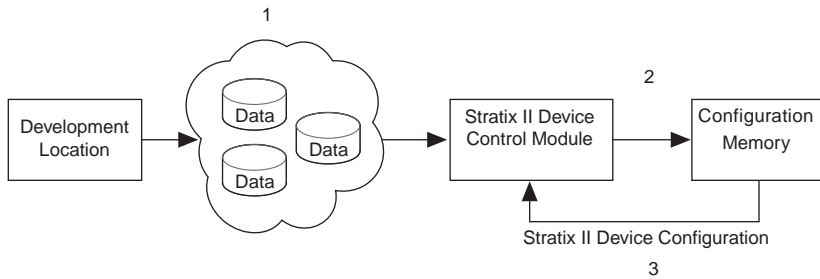 1
2
Development
Location
Data
Data
Data
Stratix II Device
Control Module
Configuration
Memory
Stratix II Device Configuration
3